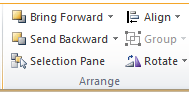 Bring Forward Align
Send Backward Group
Selection Pane Rotate
Arrange